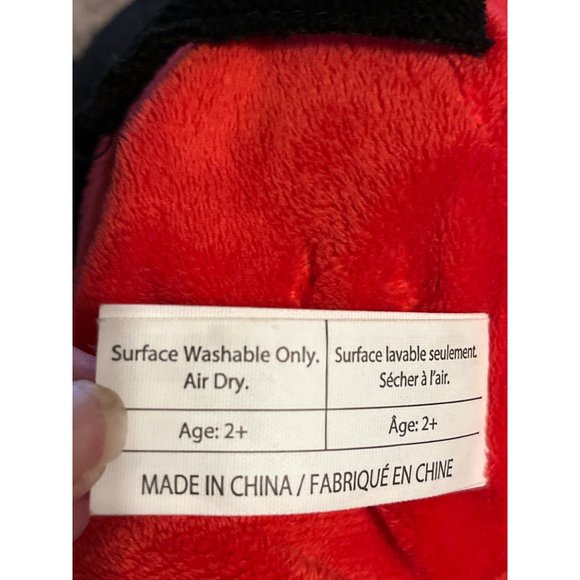 Surface Washable Only.
Air Dry.
Surface lavable seulement.
Sécher à l'air.
Age: 2+
Âge: 2+
MADE IN CHINA / FABRIQUÉ EN CHINE